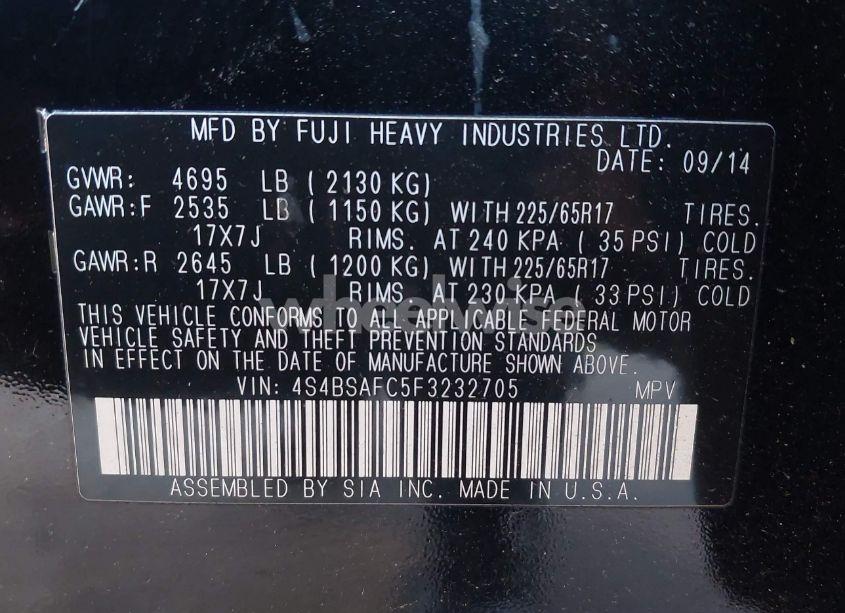 MFD BY FUJI HEAVY INDUSTRIES LTD.
DATE: 09/14
GVWR: 4695 LB ( 2130 KG)
GAWR:F 2535 LB ( 1150 KG) WITH 225/65R17 TIRES.
17X7J RIMS. AT 240 KPA ( 35 PSI) COLD
GAWR:R 2645 LB ( 1200 KG) WITH 225/65R17 TIRES.
17X7J RIMS. AT 230 KPA ( 33 PSI) COLD
THIS VEHICLE CONFORMS TO ALL APPLICABLE FEDERAL MOTOR
VEHICLE SAFETY AND THEFT PREVENTION STANDARDS
IN EFFECT ON THE DATE OF MANUFACTURE SHOWN ABOVE.
VIN: 4S4BSAFC5F3232705 MPV
ASSEMBLED BY SIA INC. MADE IN U.S.A.
wheelwise